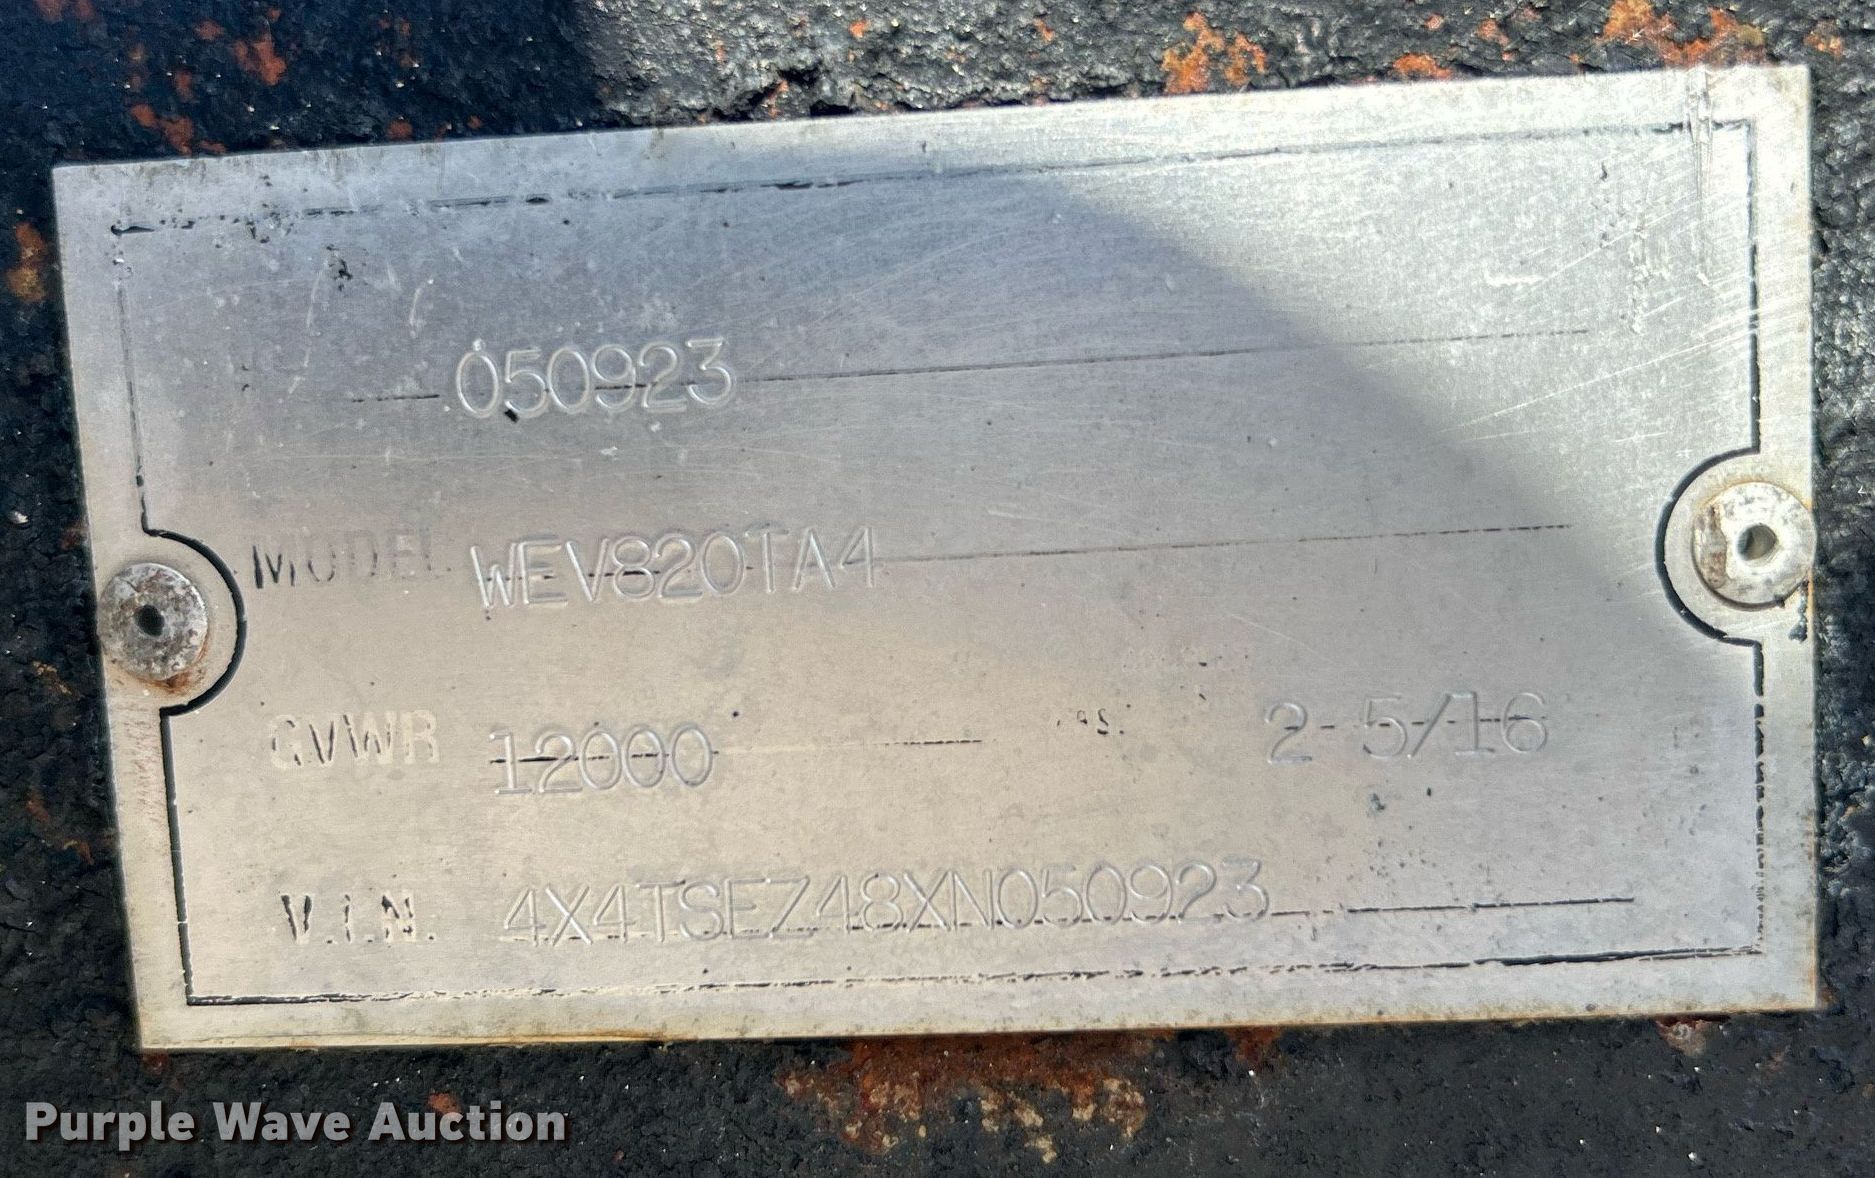 050923
MODEL WEV820TA4
GVWR 12000 2-5/16
V.I.N. 4X4TSEZ48XN050923
Purple Wave Auction